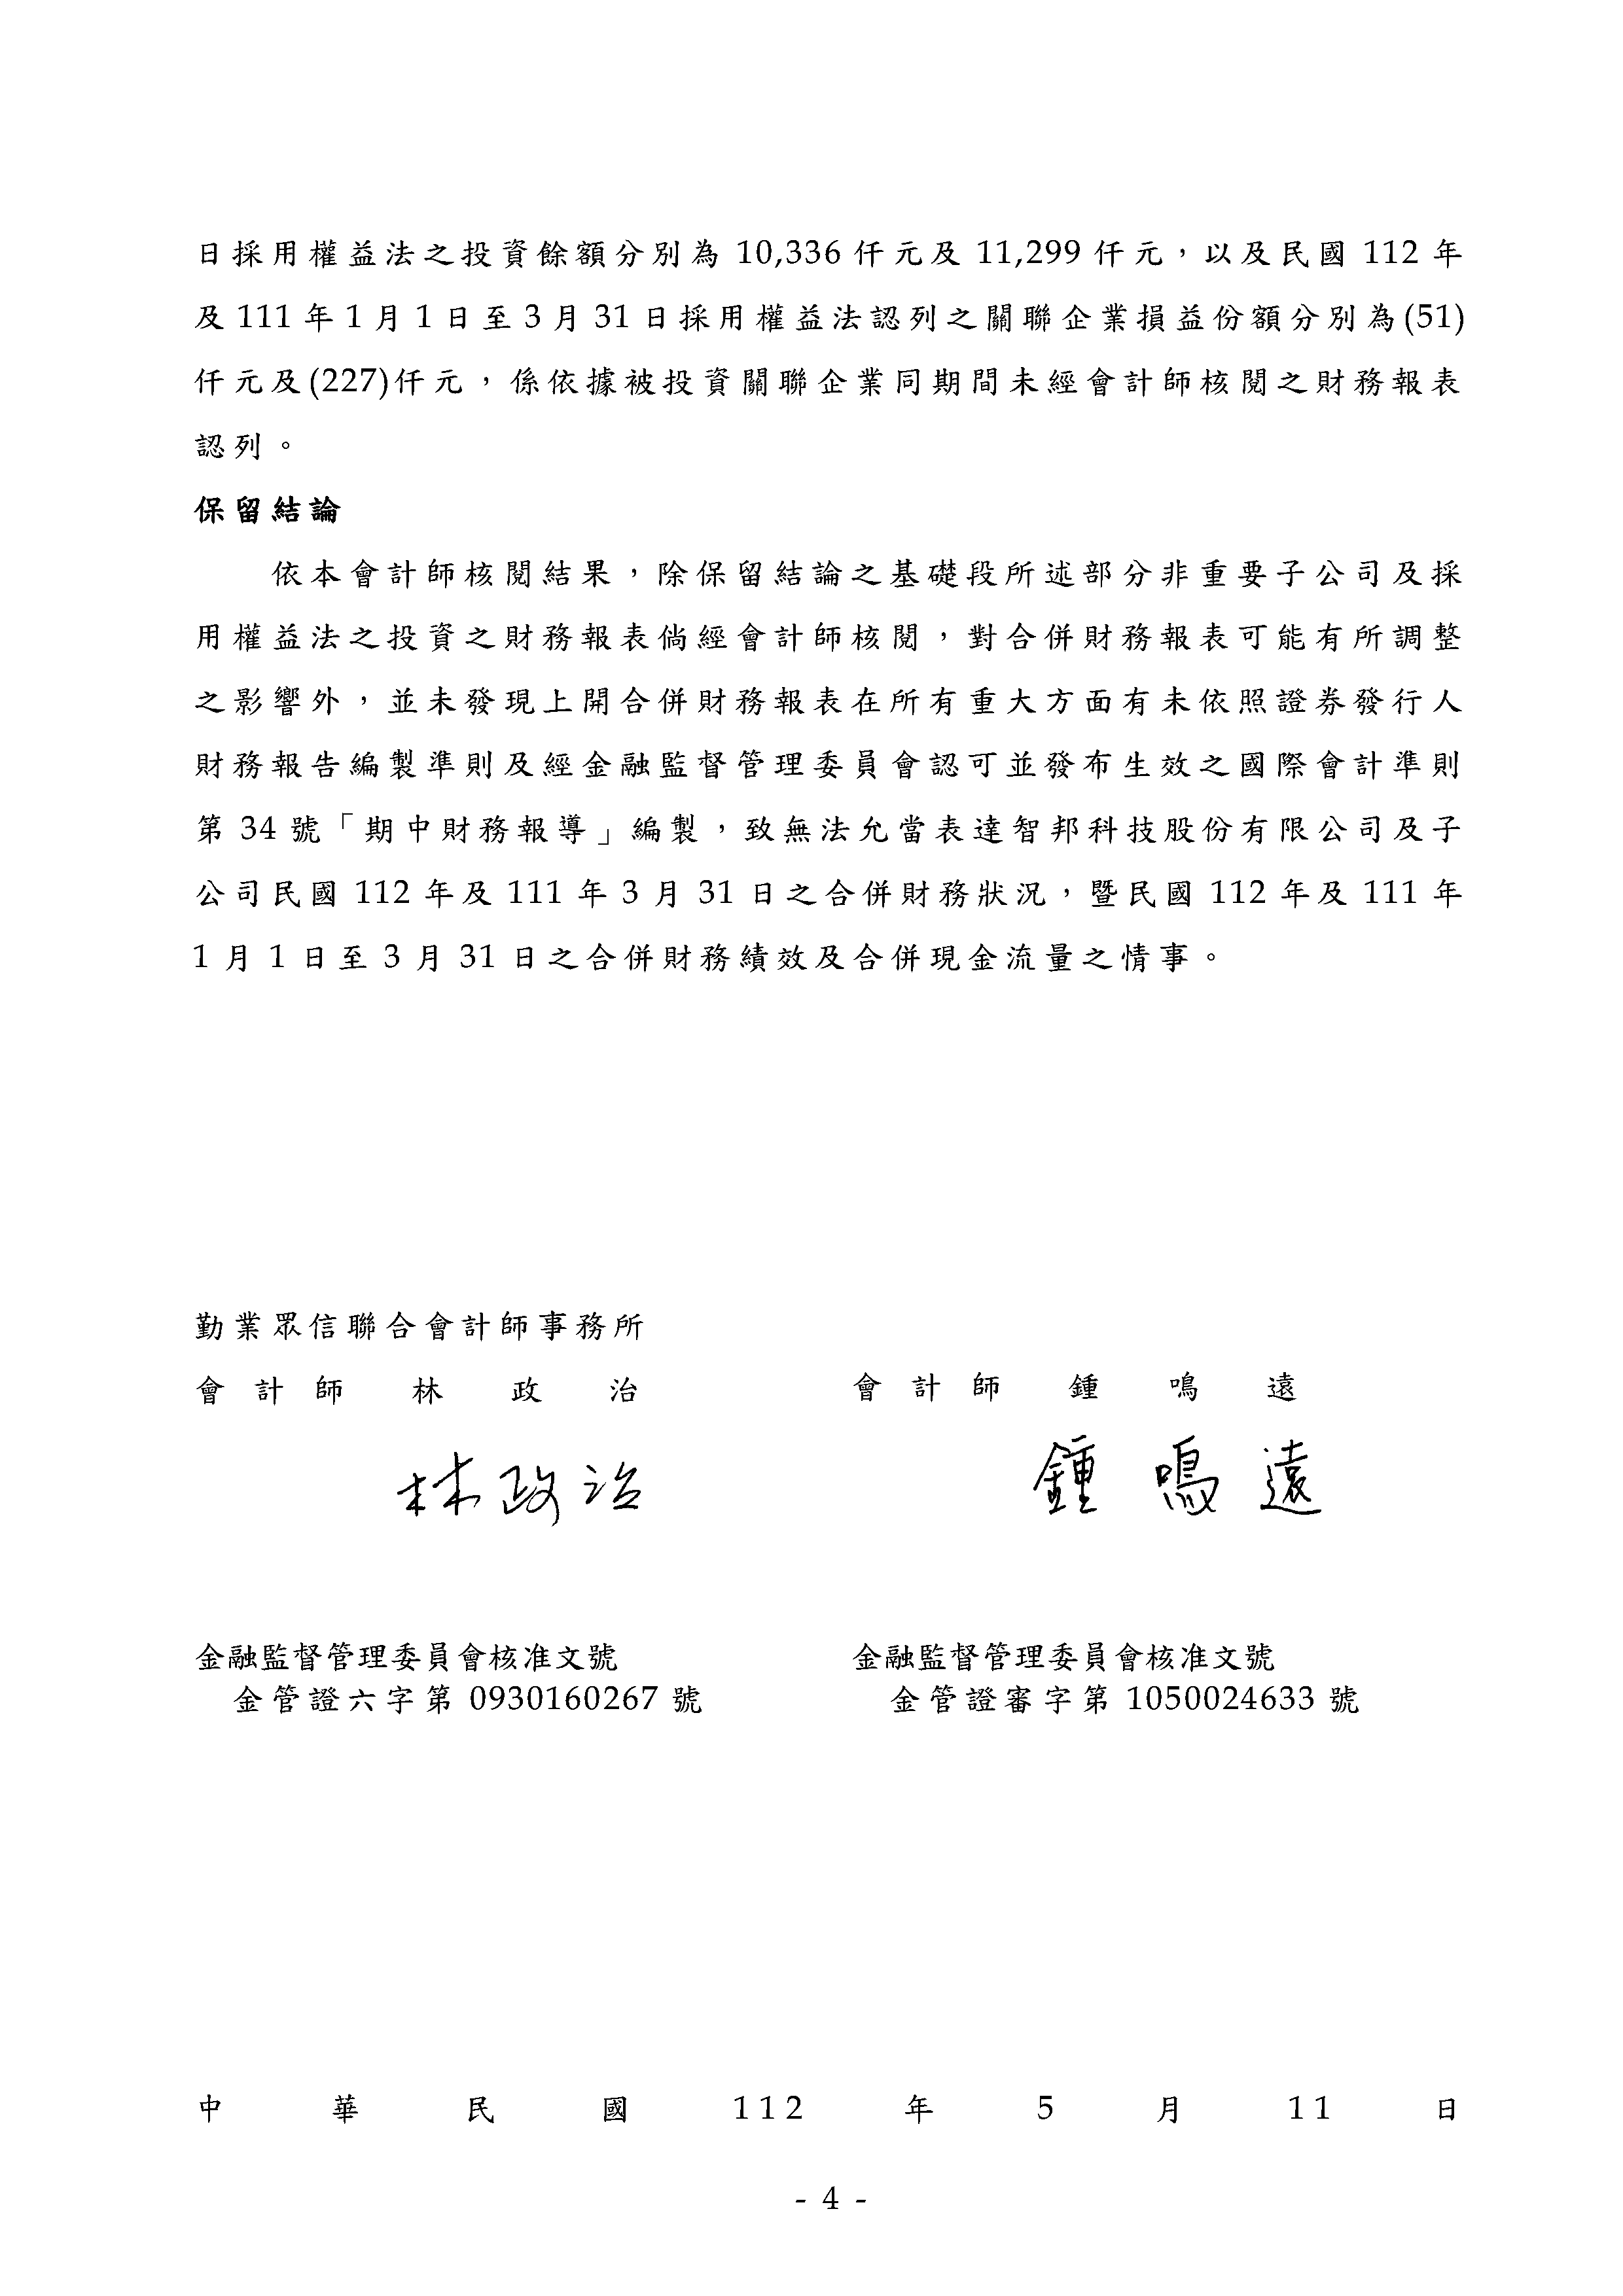 日採用權益法之投資餘額分別為 10,336 仟元及 11,299 仟元，以及民國 112 年
及 111 年 1 月 1 日至 3 月 31 日採用權益法認列之關聯企業損益份額分別為(51)
仟元及(227)仟元，係依據被投資關聯企業同期間未經會計師核閱之財務報表
認列。
保留結論
依本會計師核閱結果，除保留結論之基礎段所述部分非重要子公司及採
用權益法之投資之財務報表倘經會計師核閱，對合併財務報表可能有所調整
之影響外，並未發現上開合併財務報表在所有重大方面有未依照證券發行人
財務報告編製準則及經金融監督管理委員會認可並發布生效之國際會計準則
第 34 號「期中財務報導」編製，致無法允當表達智邦科技股份有限公司及子
公司民國 112 年及 111 年 3 月 31 日之合併財務狀況，暨民國 112 年及 111 年
1 月 1 日至 3 月 31 日之合併財務績效及合併現金流量之情事。
勤業眾信聯合會計師事務所
會計師 林政治 會計師 鍾鳴遠
林政治 鍾鳴遠
金融監督管理委員會核准文號 金融監督管理委員會核准文號
金管證六字第 0930160267 號 金管證審字第 1050024633 號
中華民國 112 年 5 月 11 日
- 4 -